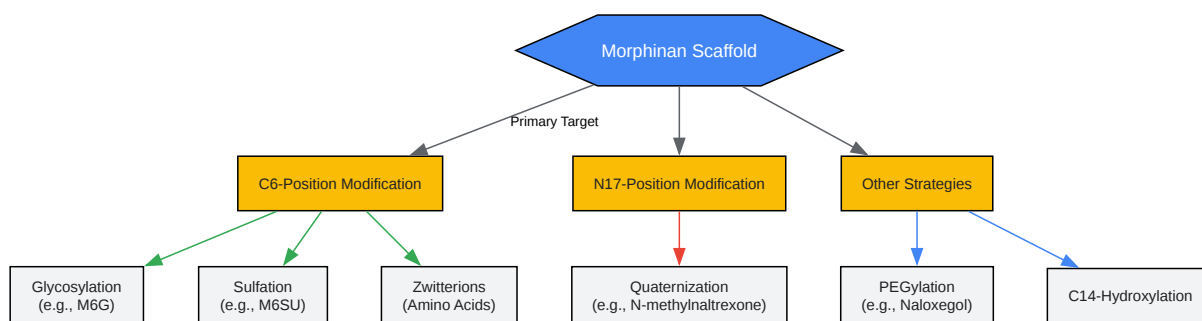 Morphinan Scaffold
Primary Target
C6-Position Modification
N17-Position Modification
Other Strategies
Glycosylation
(e.g., M6G)
Sulfation
(e.g., M6SU)
Zwitterions
(Amino Acids)
Quaternization
(e.g., N-methylnaltrexone)
PEGylation
(e.g., Naloxegol)
C14-Hydroxylation